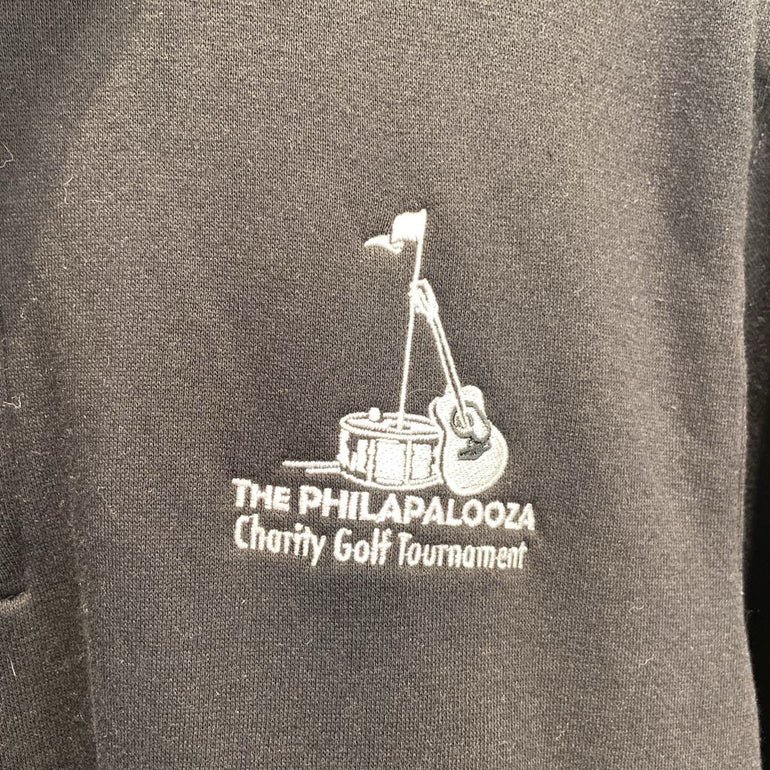 THE PHILAPALOOZA
Charity Golf Tournament